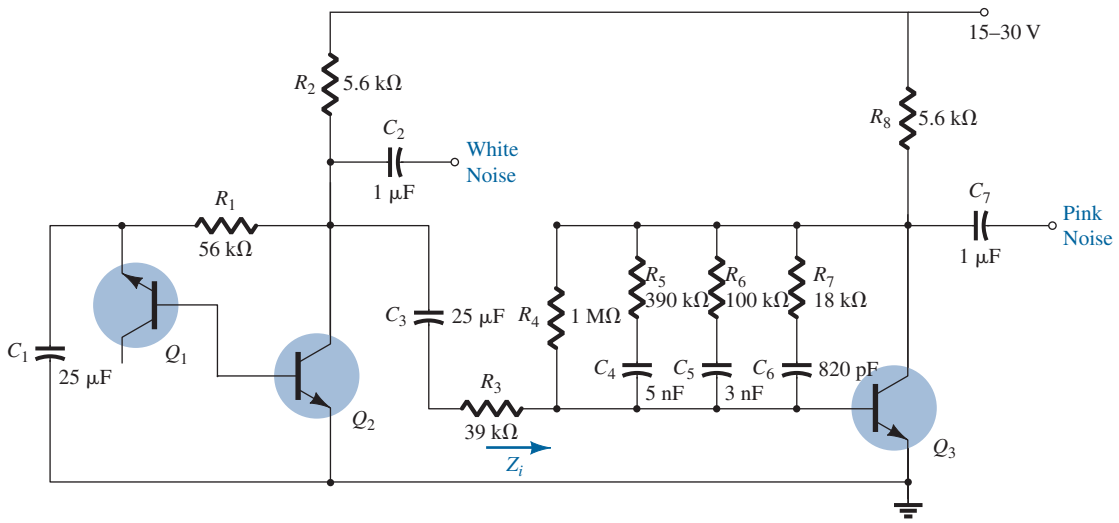 15–30 V
R2
5.6 kΩ
R8
5.6 kΩ
C2
1 μF
White
Noise
R1
56 kΩ
C7
1 μF
Pink
Noise
C1
25 μF
Q1
Q2
C3
25 μF
R3
39 kΩ
Zi
R4
1 MΩ
R5
390 kΩ
R6
100 kΩ
R7
18 kΩ
C4
5 nF
C5
3 nF
C6
820 pF
Q3